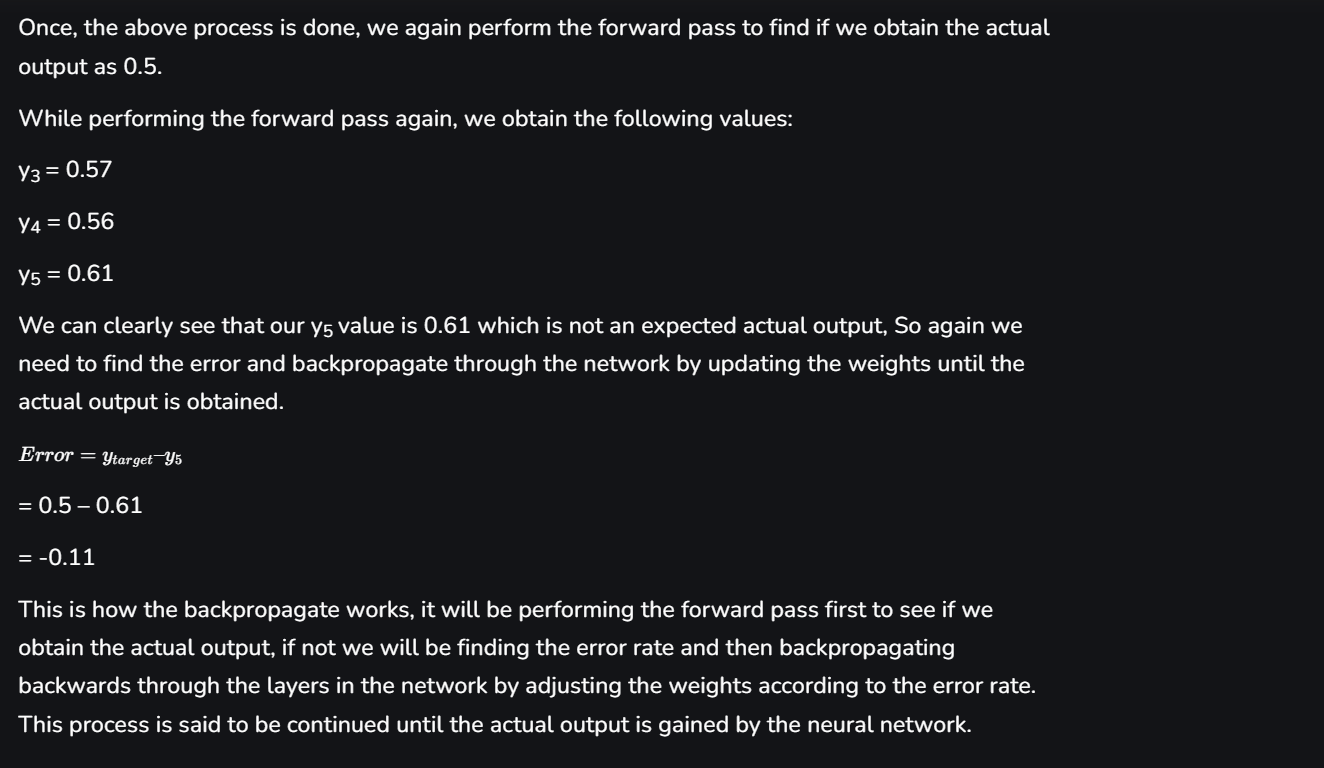 Once, the above process is done, we again perform the forward pass to find if we obtain the actual
output as 0.5.
While performing the forward pass again, we obtain the following values:
y3 = 0.57
y4 = 0.56
y5 = 0.61
We can clearly see that our y5 value is 0.61 which is not an expected actual output, So again we
need to find the error and backpropagate through the network by updating the weights until the
actual output is obtained.
Error = ytarget–y5
= 0.5 – 0.61
= -0.11
This is how the backpropagate works, it will be performing the forward pass first to see if we
obtain the actual output, if not we will be finding the error rate and then backpropagating
backwards through the layers in the network by adjusting the weights according to the error rate.
This process is said to be continued until the actual output is gained by the neural network.